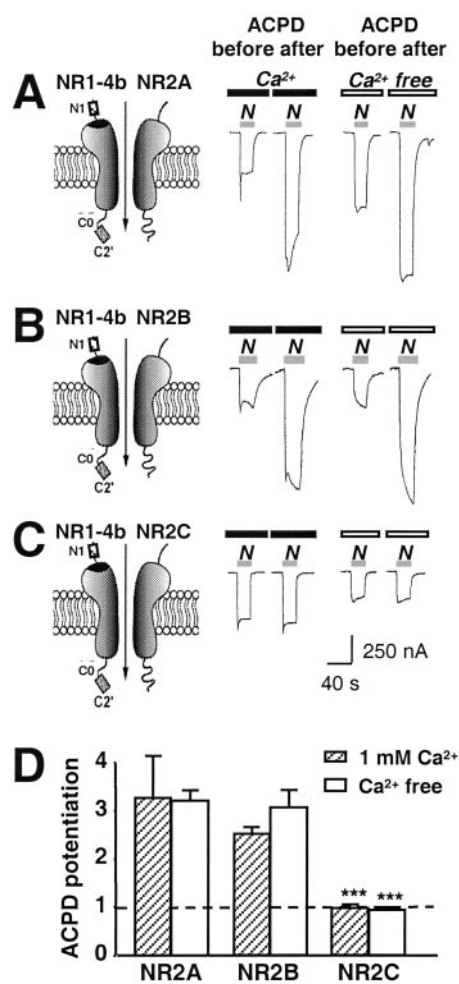 ACPD ACPD
before after before after
A
NR1-4b NR2A
Ca²⁺ Ca²⁺ free
N1
N N N N
C0
C2'
B
NR1-4b NR2B
N1
N N N N
C0
C2'
C
NR1-4b NR2C
N1
N N N N
C0
C2'
250 nA
40 s
D
1 mM Ca²⁺
Ca²⁺ free
ACPD potentiation
4
3
2
1
0
*** ***
NR2A NR2B NR2C